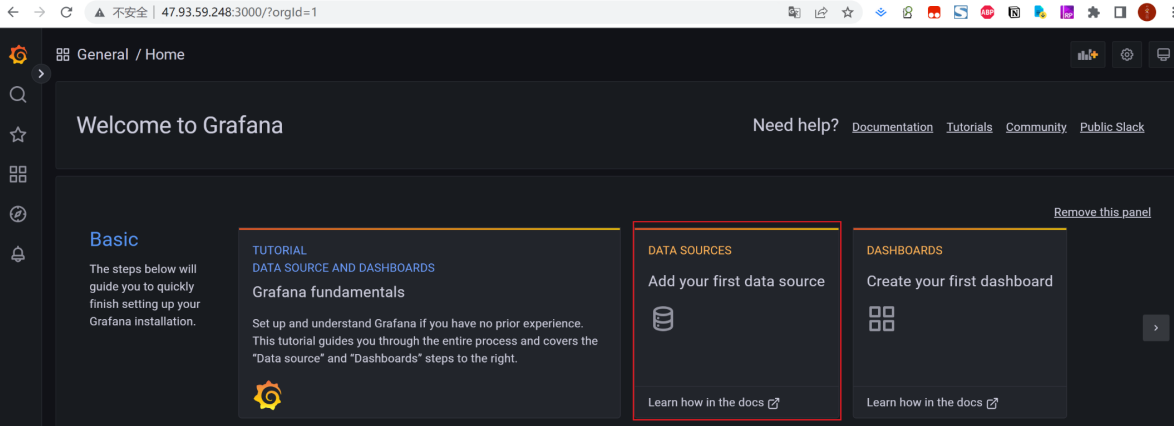 不安全 | 47.93.59.248:3000/?orgId=1
General / Home
Welcome to Grafana
Need help? Documentation Tutorials Community Public Slack
Remove this panel
Basic
The steps below will
guide you to quickly
finish setting up your
Grafana installation.
TUTORIAL
DATA SOURCE AND DASHBOARDS
Grafana fundamentals
Set up and understand Grafana if you have no prior experience.
This tutorial guides you through the entire process and covers the
“Data source” and “Dashboards” steps to the right.
DATA SOURCES
Add your first data source
Learn how in the docs
DASHBOARDS
Create your first dashboard
Learn how in the docs
ABP
RP